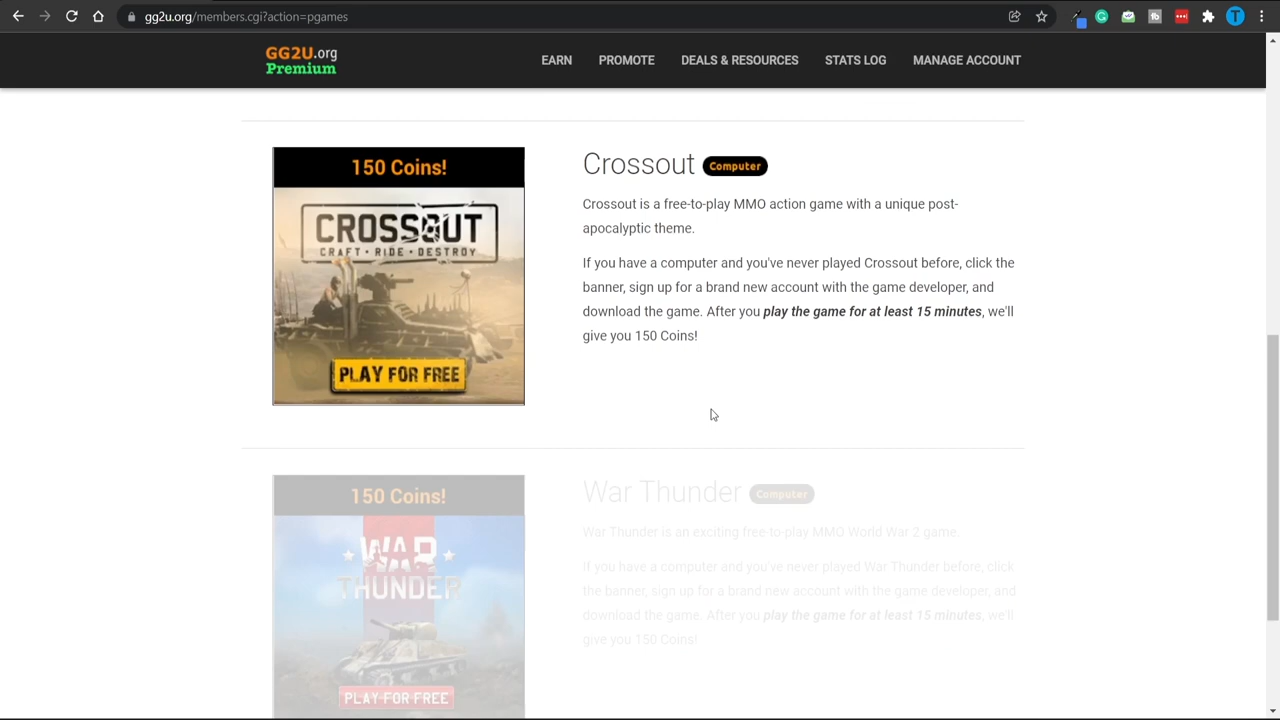 gg2u.org/members.cgi?action=pgames
GG2U.org
Premium
EARN PROMOTE DEALS & RESOURCES STATS LOG MANAGE ACCOUNT
150 Coins!
CROSSOUT
CRAFT • RIDE • DESTROY
PLAY FOR FREE
Crossout Computer
Crossout is a free-to-play MMO action game with a unique post-
apocalyptic theme.
If you have a computer and you've never played Crossout before, click the
banner, sign up for a brand new account with the game developer, and
download the game. After you play the game for at least 15 minutes, we'll
give you 150 Coins!
150 Coins!
WAR
THUNDER
PLAY FOR FREE
War Thunder Computer
War Thunder is an exciting free-to-play MMO World War 2 game.
If you have a computer and you've never played War Thunder before, click
the banner, sign up for a brand new account with the game developer, and
download the game. After you play the game for at least 15 minutes, we'll
give you 150 Coins!